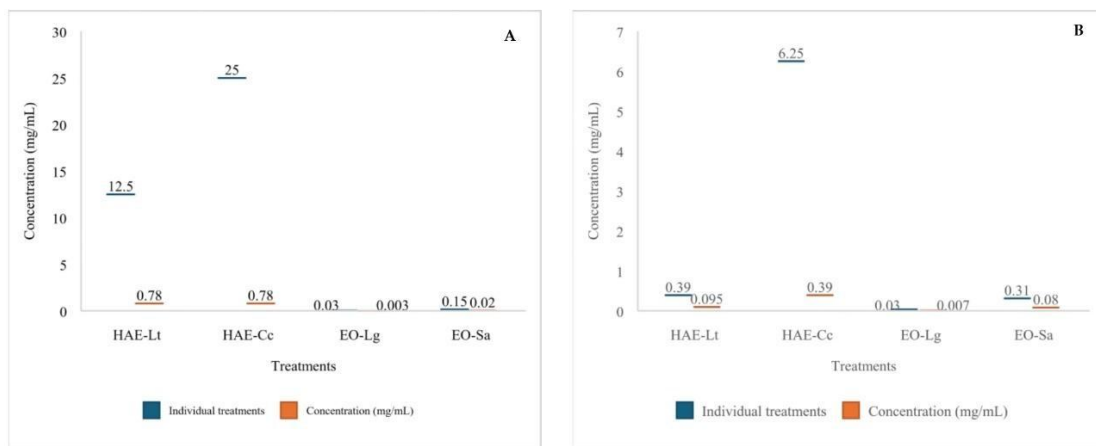 A
Concentration (mg/mL)
30
25
20
15
10
5
0
12.5
0.78
25
0.78
0.03
0.003
0.15
0.02
HAE-Lt
HAE-Cc
EO-Lg
EO-Sa
Treatments
Individual treatments
Concentration (mg/mL)
B
Concentration (mg/mL)
7
6
5
4
3
2
1
0
0.39
0.095
6.25
0.39
0.03
0.007
0.31
0.08
HAE-Lt
HAE-Cc
EO-Lg
EO-Sa
Treatments
Individual treatments
Concentration (mg/mL)